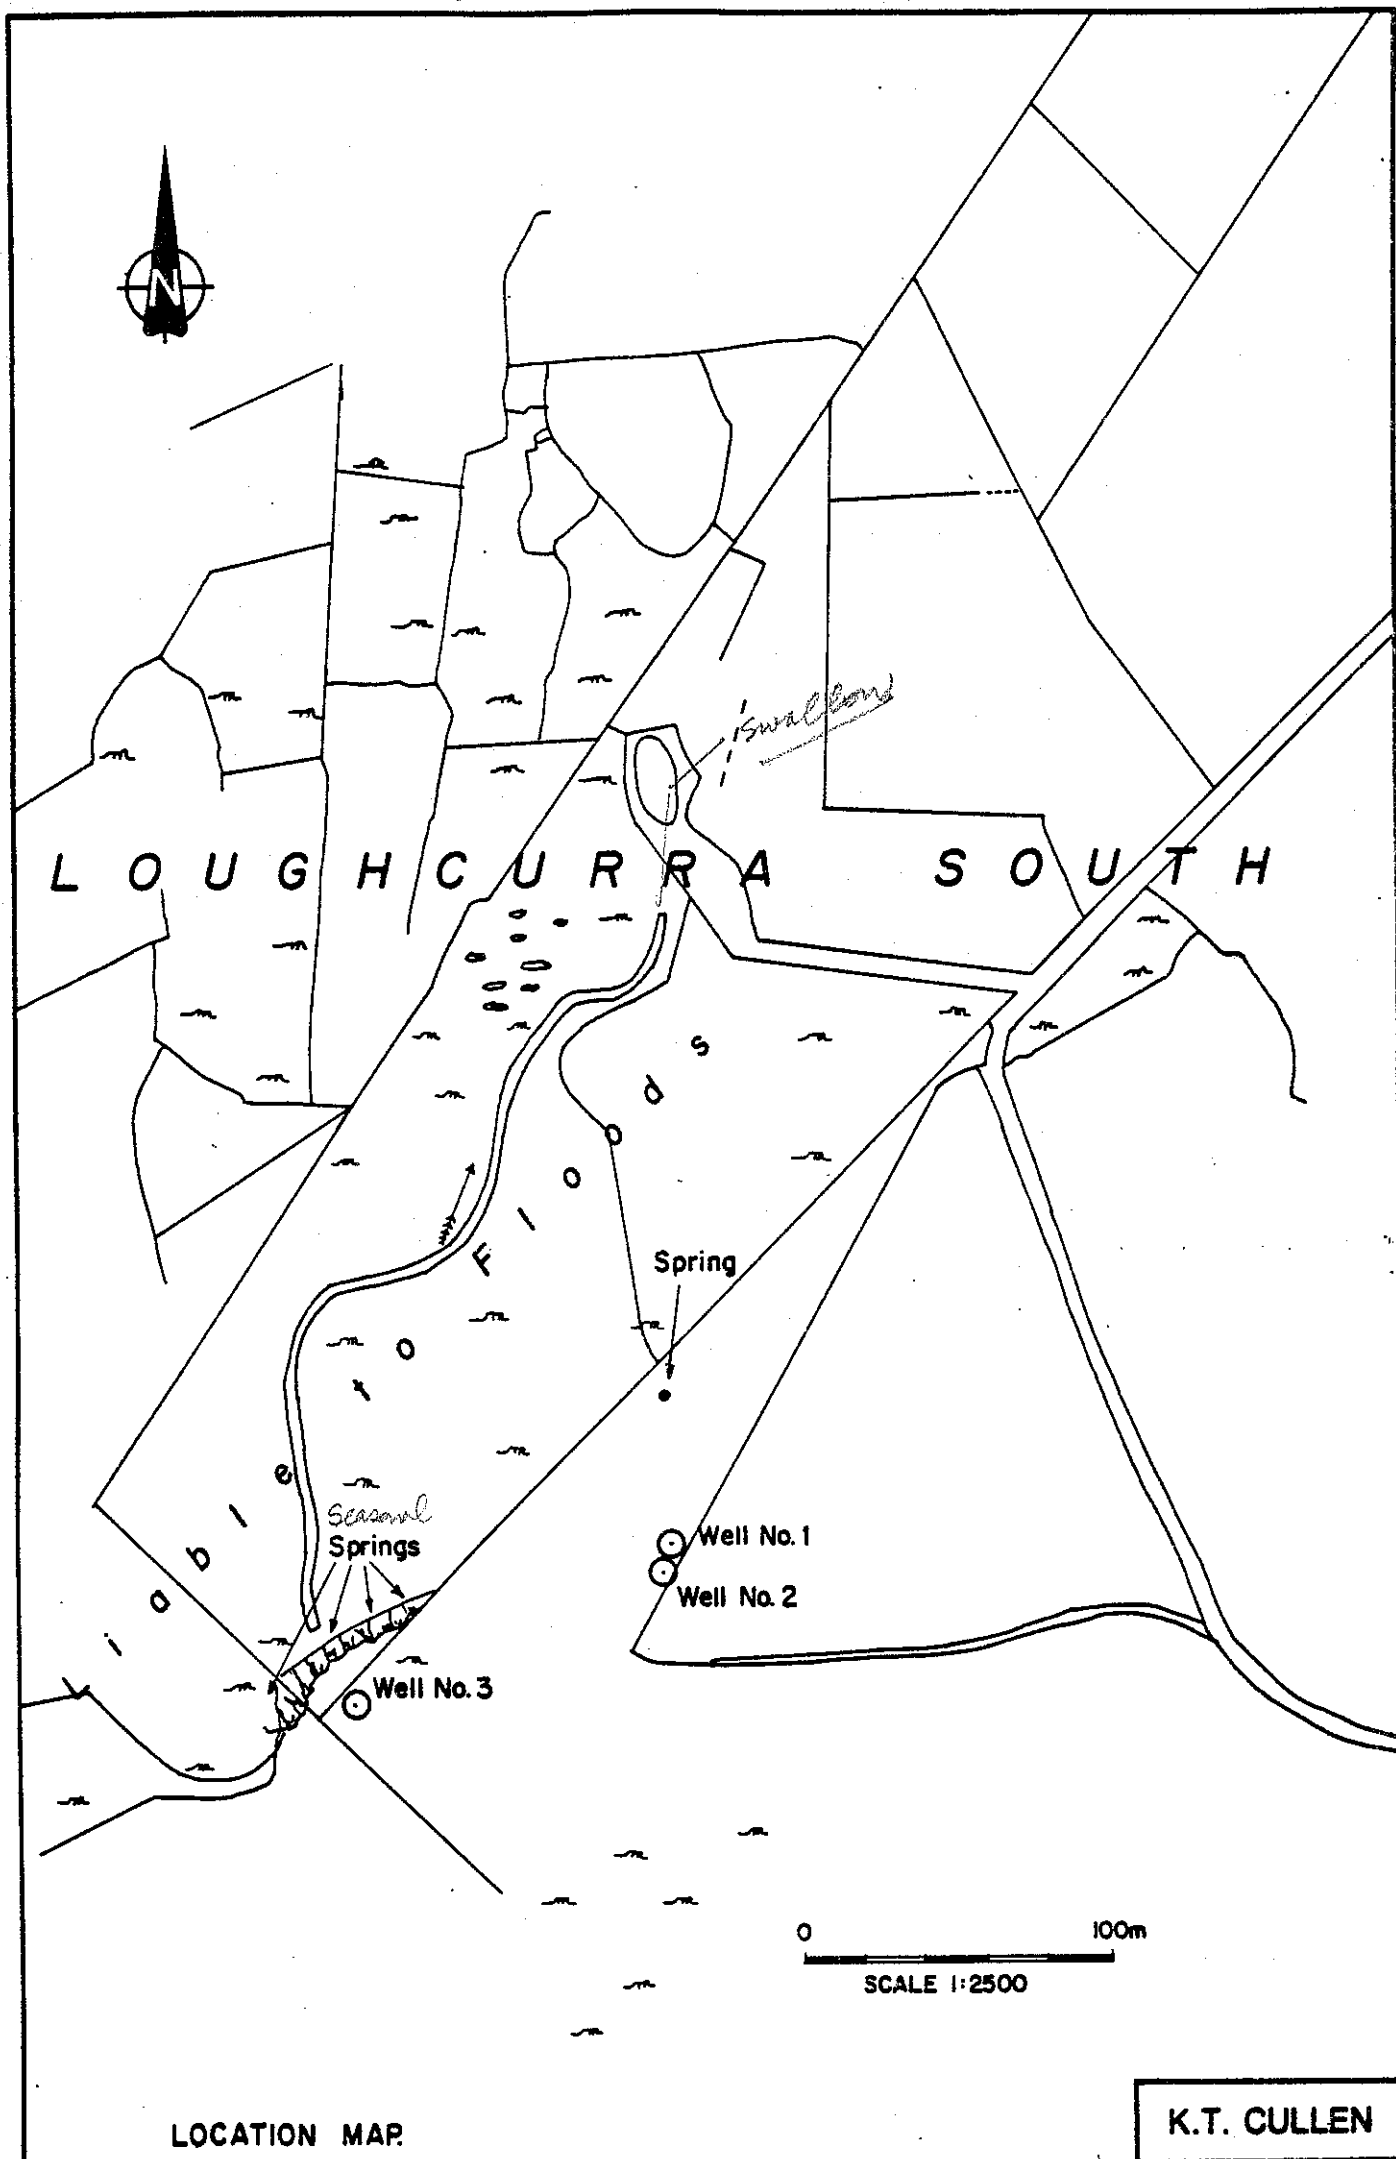 N
swallow
LOUGHCURRA SOUTH
Liable to Floods
Spring
Seasonal
Springs
Well No. 1
Well No. 2
Well No. 3
0 100m
SCALE 1:2500
LOCATION MAP.
K.T. CULLEN